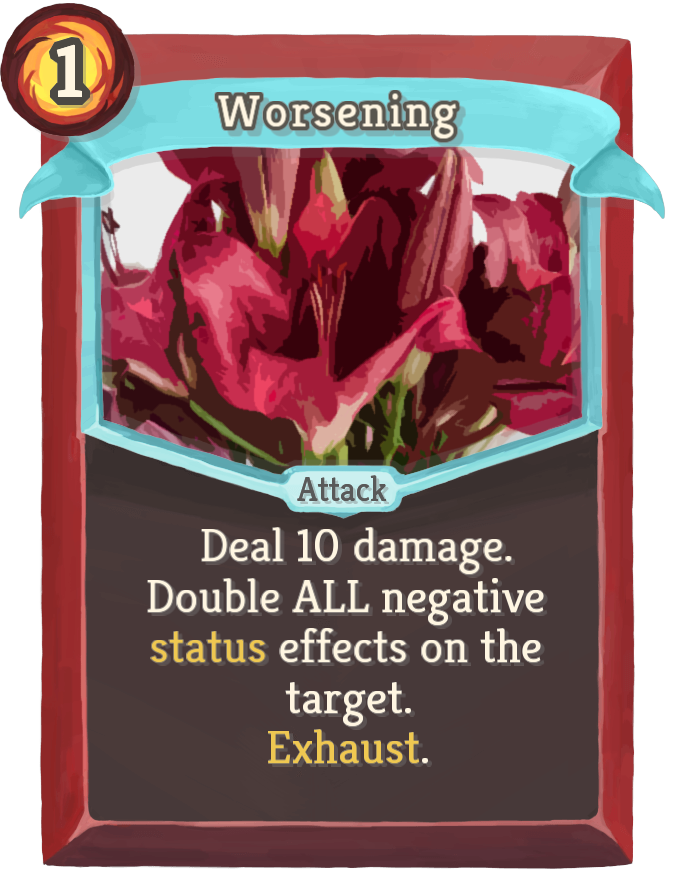 1
Worsening
Attack
Deal 10 damage.
Double ALL negative
status effects on the
target.
Exhaust.